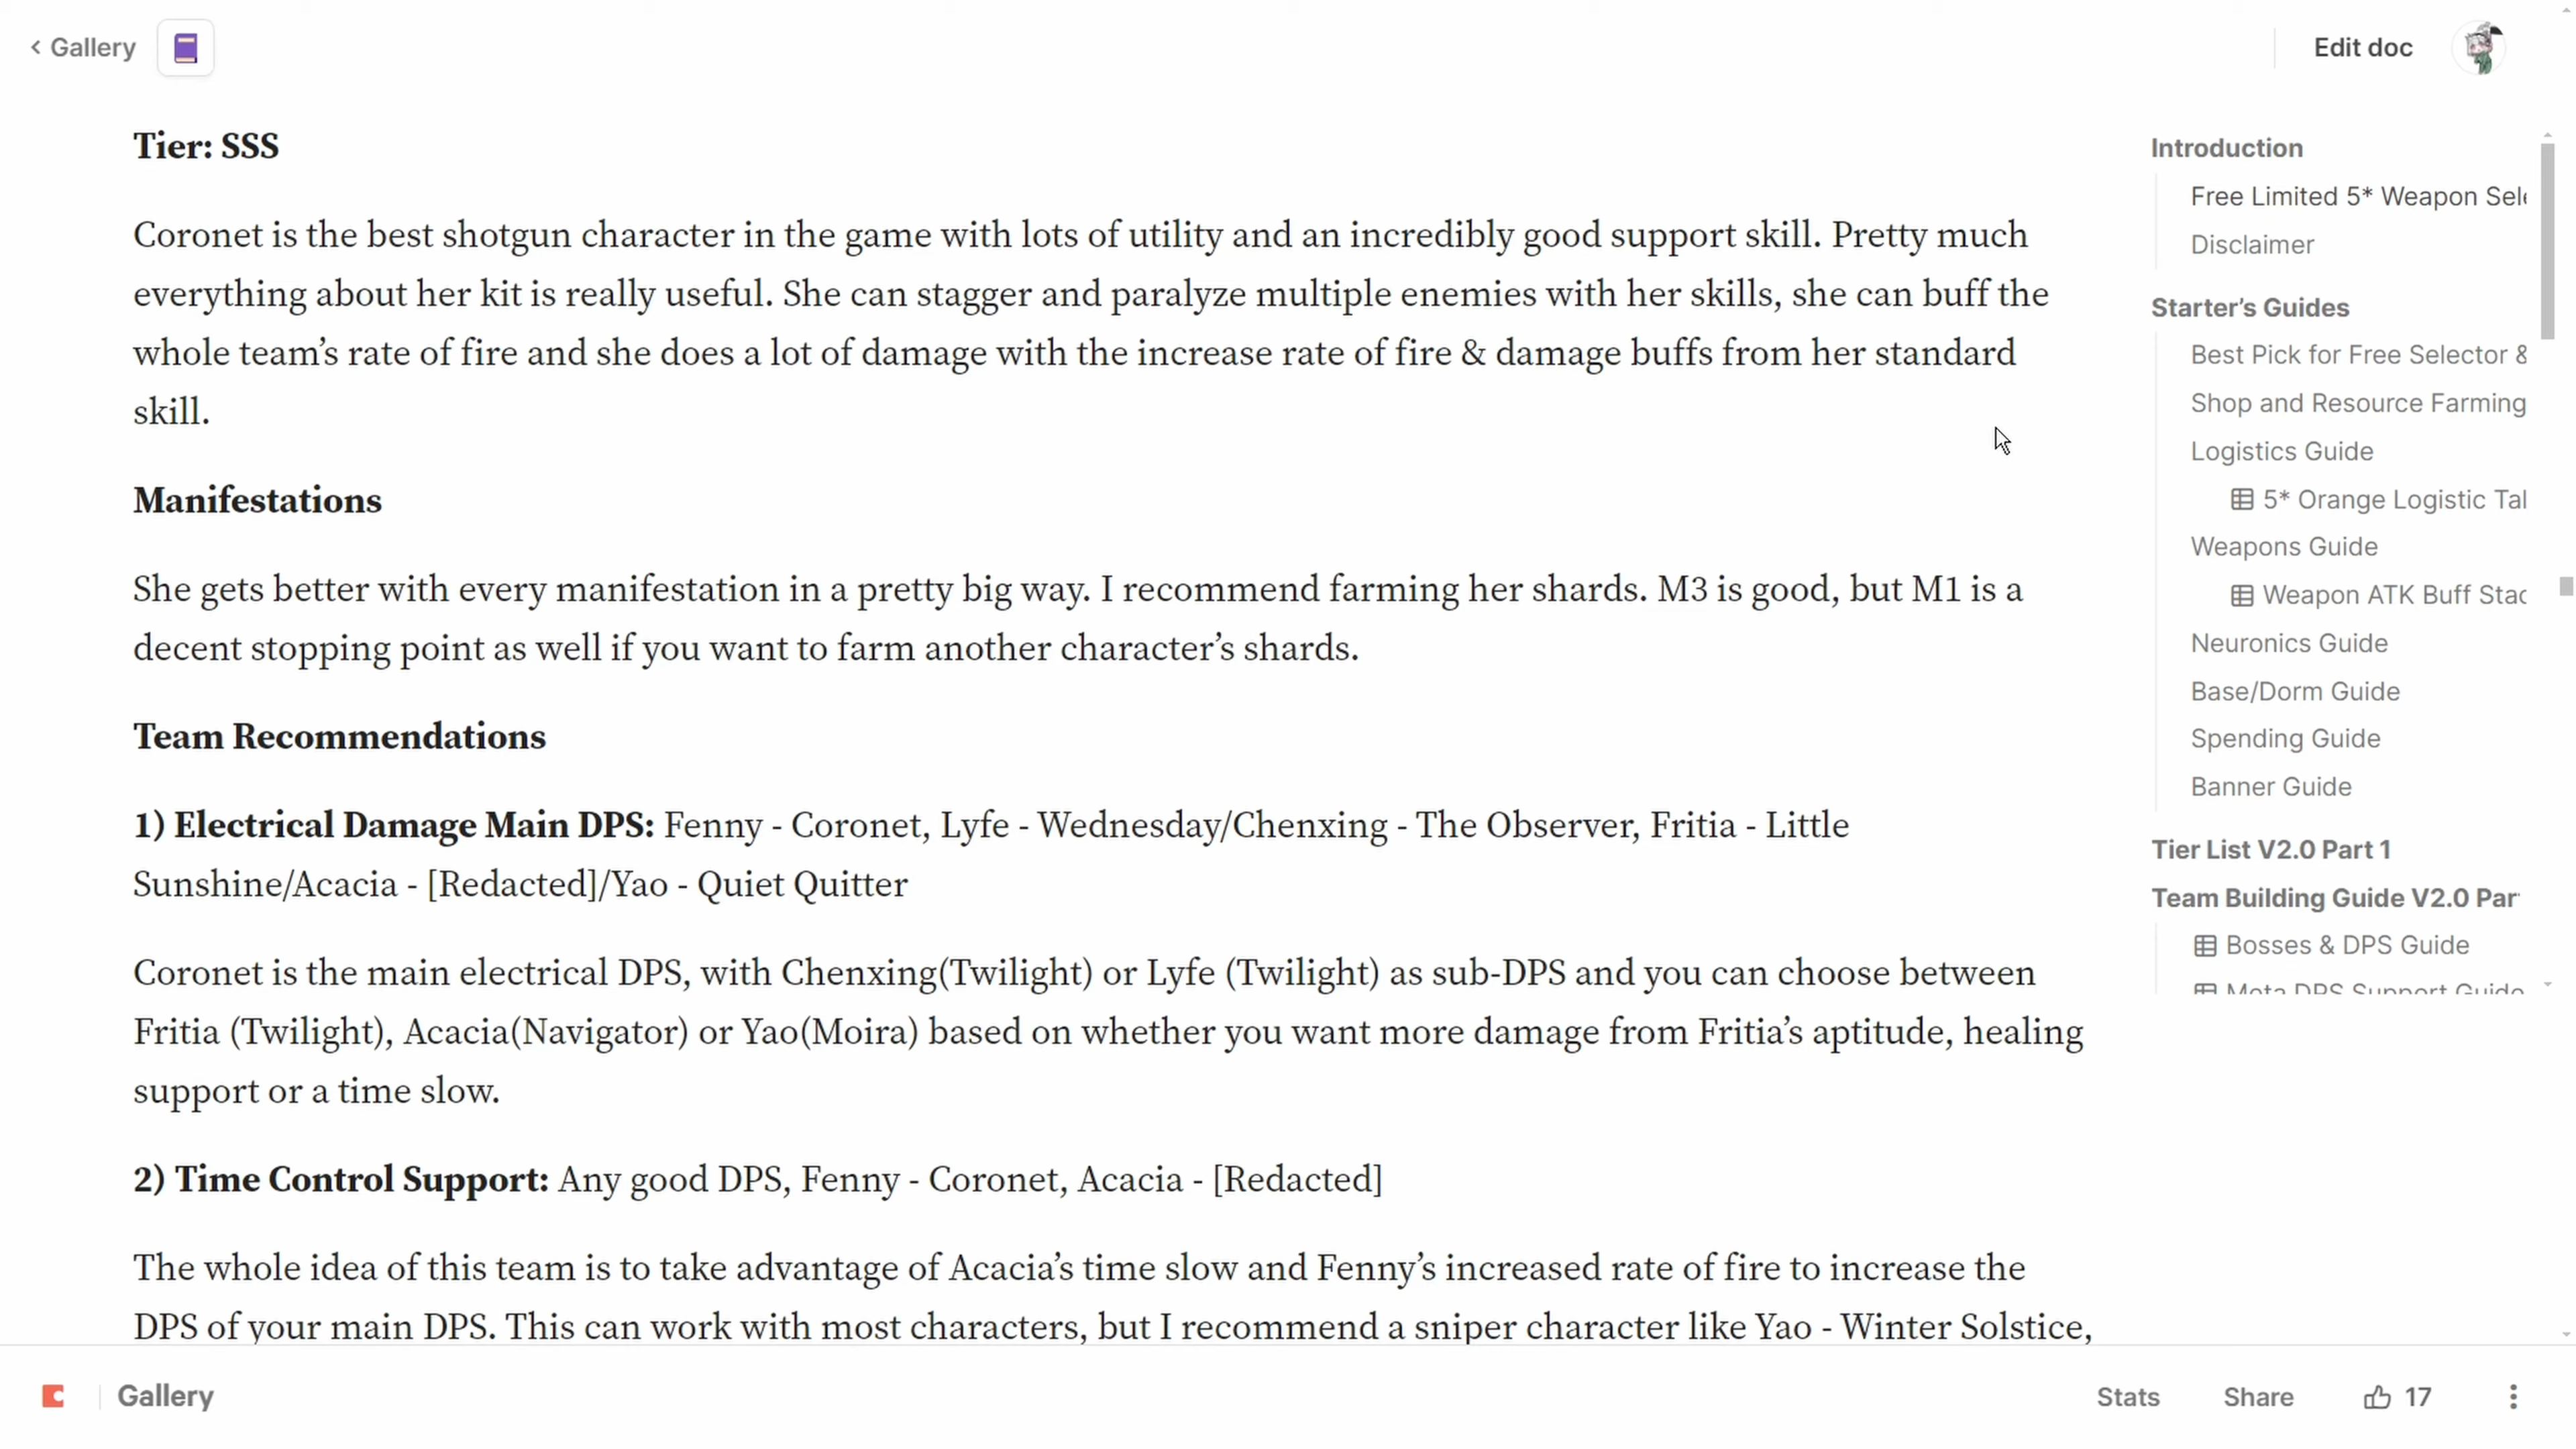 Gallery
Edit doc
Tier: SSS
Coronet is the best shotgun character in the game with lots of utility and an incredibly good support skill. Pretty much
everything about her kit is really useful. She can stagger and paralyze multiple enemies with her skills, she can buff the
whole team’s rate of fire and she does a lot of damage with the increase rate of fire & damage buffs from her standard
skill.
Manifestations
She gets better with every manifestation in a pretty big way. I recommend farming her shards. M3 is good, but M1 is a
decent stopping point as well if you want to farm another character’s shards.
Team Recommendations
1) Electrical Damage Main DPS: Fenny - Coronet, Lyfe - Wednesday/Chenxing - The Observer, Fritia - Little
Sunshine/Acacia - [Redacted]/Yao - Quiet Quitter
Coronet is the main electrical DPS, with Chenxing(Twilight) or Lyfe (Twilight) as sub-DPS and you can choose between
Fritia (Twilight), Acacia(Navigator) or Yao(Moira) based on whether you want more damage from Fritia’s aptitude, healing
support or a time slow.
2) Time Control Support: Any good DPS, Fenny - Coronet, Acacia - [Redacted]
The whole idea of this team is to take advantage of Acacia’s time slow and Fenny’s increased rate of fire to increase the
DPS of your main DPS. This can work with most characters, but I recommend a sniper character like Yao - Winter Solstice,
Introduction
Free Limited 5* Weapon Sele
Disclaimer
Starter’s Guides
Best Pick for Free Selector &
Shop and Resource Farming
Logistics Guide
5* Orange Logistic Tal
Weapons Guide
Weapon ATK Buff Stac
Neuronics Guide
Base/Dorm Guide
Spending Guide
Banner Guide
Tier List V2.0 Part 1
Team Building Guide V2.0 Par
Bosses & DPS Guide
Meta DPS Support Guide
Gallery
Stats
Share
17